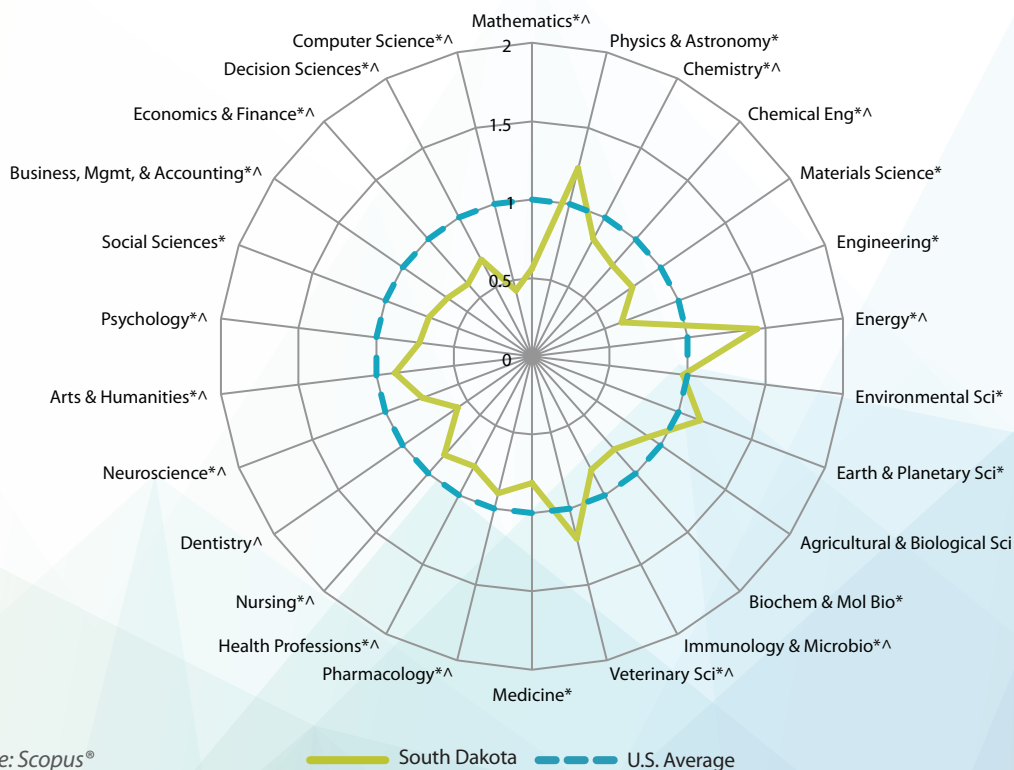 Mathematics*^
Physics & Astronomy*
Chemistry*^
Chemical Eng*^
Materials Science*
Engineering*
Energy*^
Environmental Sci*
Earth & Planetary Sci*
Agricultural & Biological Sci
Biochem & Mol Bio*
Immunology & Microbio*^
Veterinary Sci*^
Medicine*
Pharmacology*^
Health Professions*^
Nursing*^
Dentistry^
Neuroscience*^
Arts & Humanities*^
Psychology*^
Social Sciences*
Business, Mgmt, & Accounting*^
Economics & Finance*^
Decision Sciences*^
Computer Science*^
2
1.5
1
0.5
0
e: Scopus®
South Dakota
U.S. Average